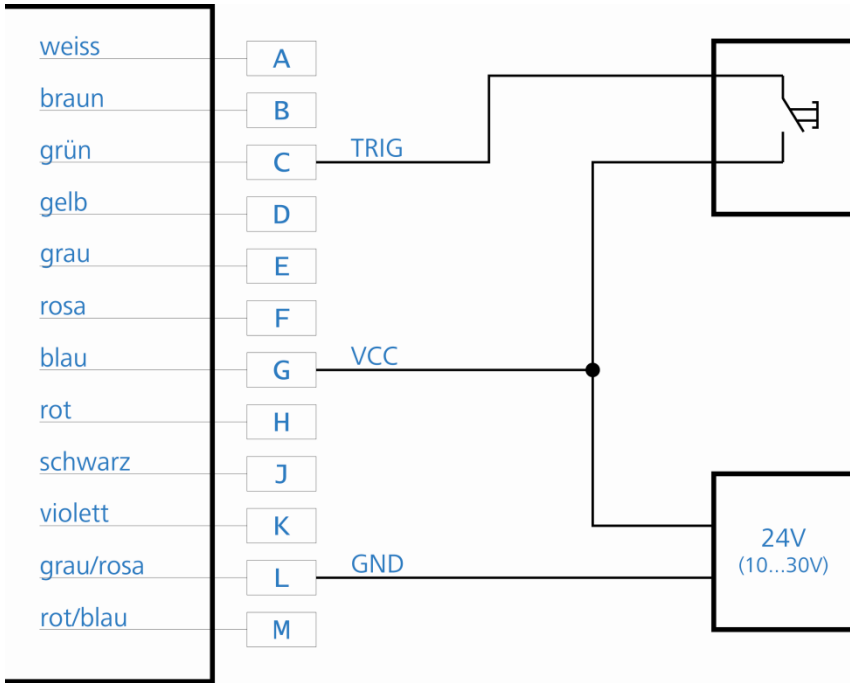 weiss A
braun B
grün C TRIG
gelb D
grau E
rosa F
blau G VCC
rot H
schwarz J
violett K
grau/rosa L GND
rot/blau M
24V
(10...30V)